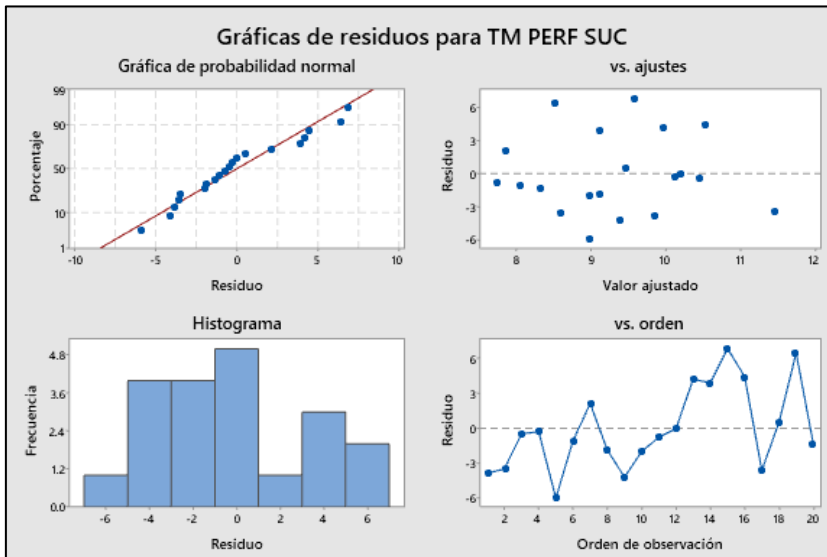 Gráficas de residuos para TM PERF SUC
Gráfica de probabilidad normal
99
90
50
10
1
Porcentaje
-10 -5 0 5 10
Residuo
vs. ajustes
6
3
0
-3
-6
Residuo
8 9 10 11 12
Valor ajustado
Histograma
4.8
3.6
2.4
1.2
0.0
Frecuencia
-6 -4 -2 0 2 4 6
Residuo
vs. orden
6
3
0
-3
-6
Residuo
2 4 6 8 10 12 14 16 18 20
Orden de observación